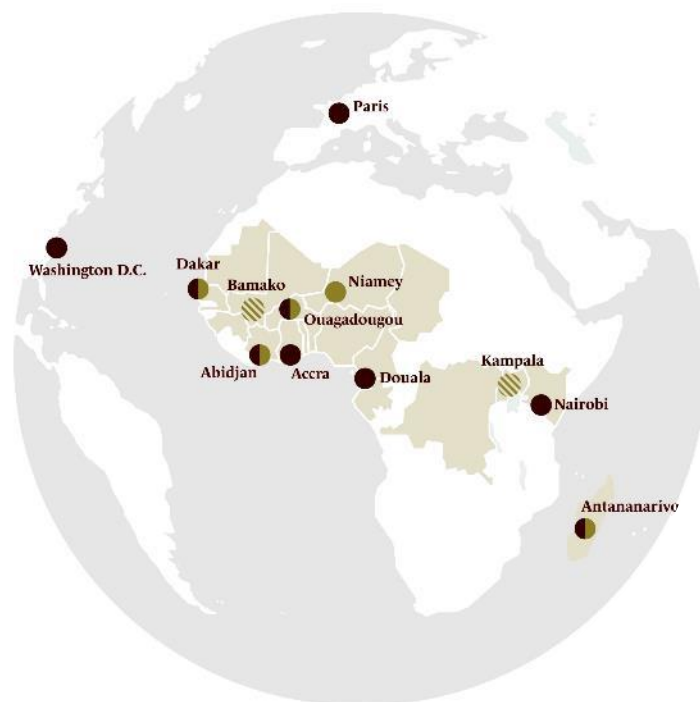 Paris
Washington D.C.
Dakar
Bamako
Niamey
Ouagadougou
Abidjan
Accra
Douala
Kampala
Nairobi
Antananarivo